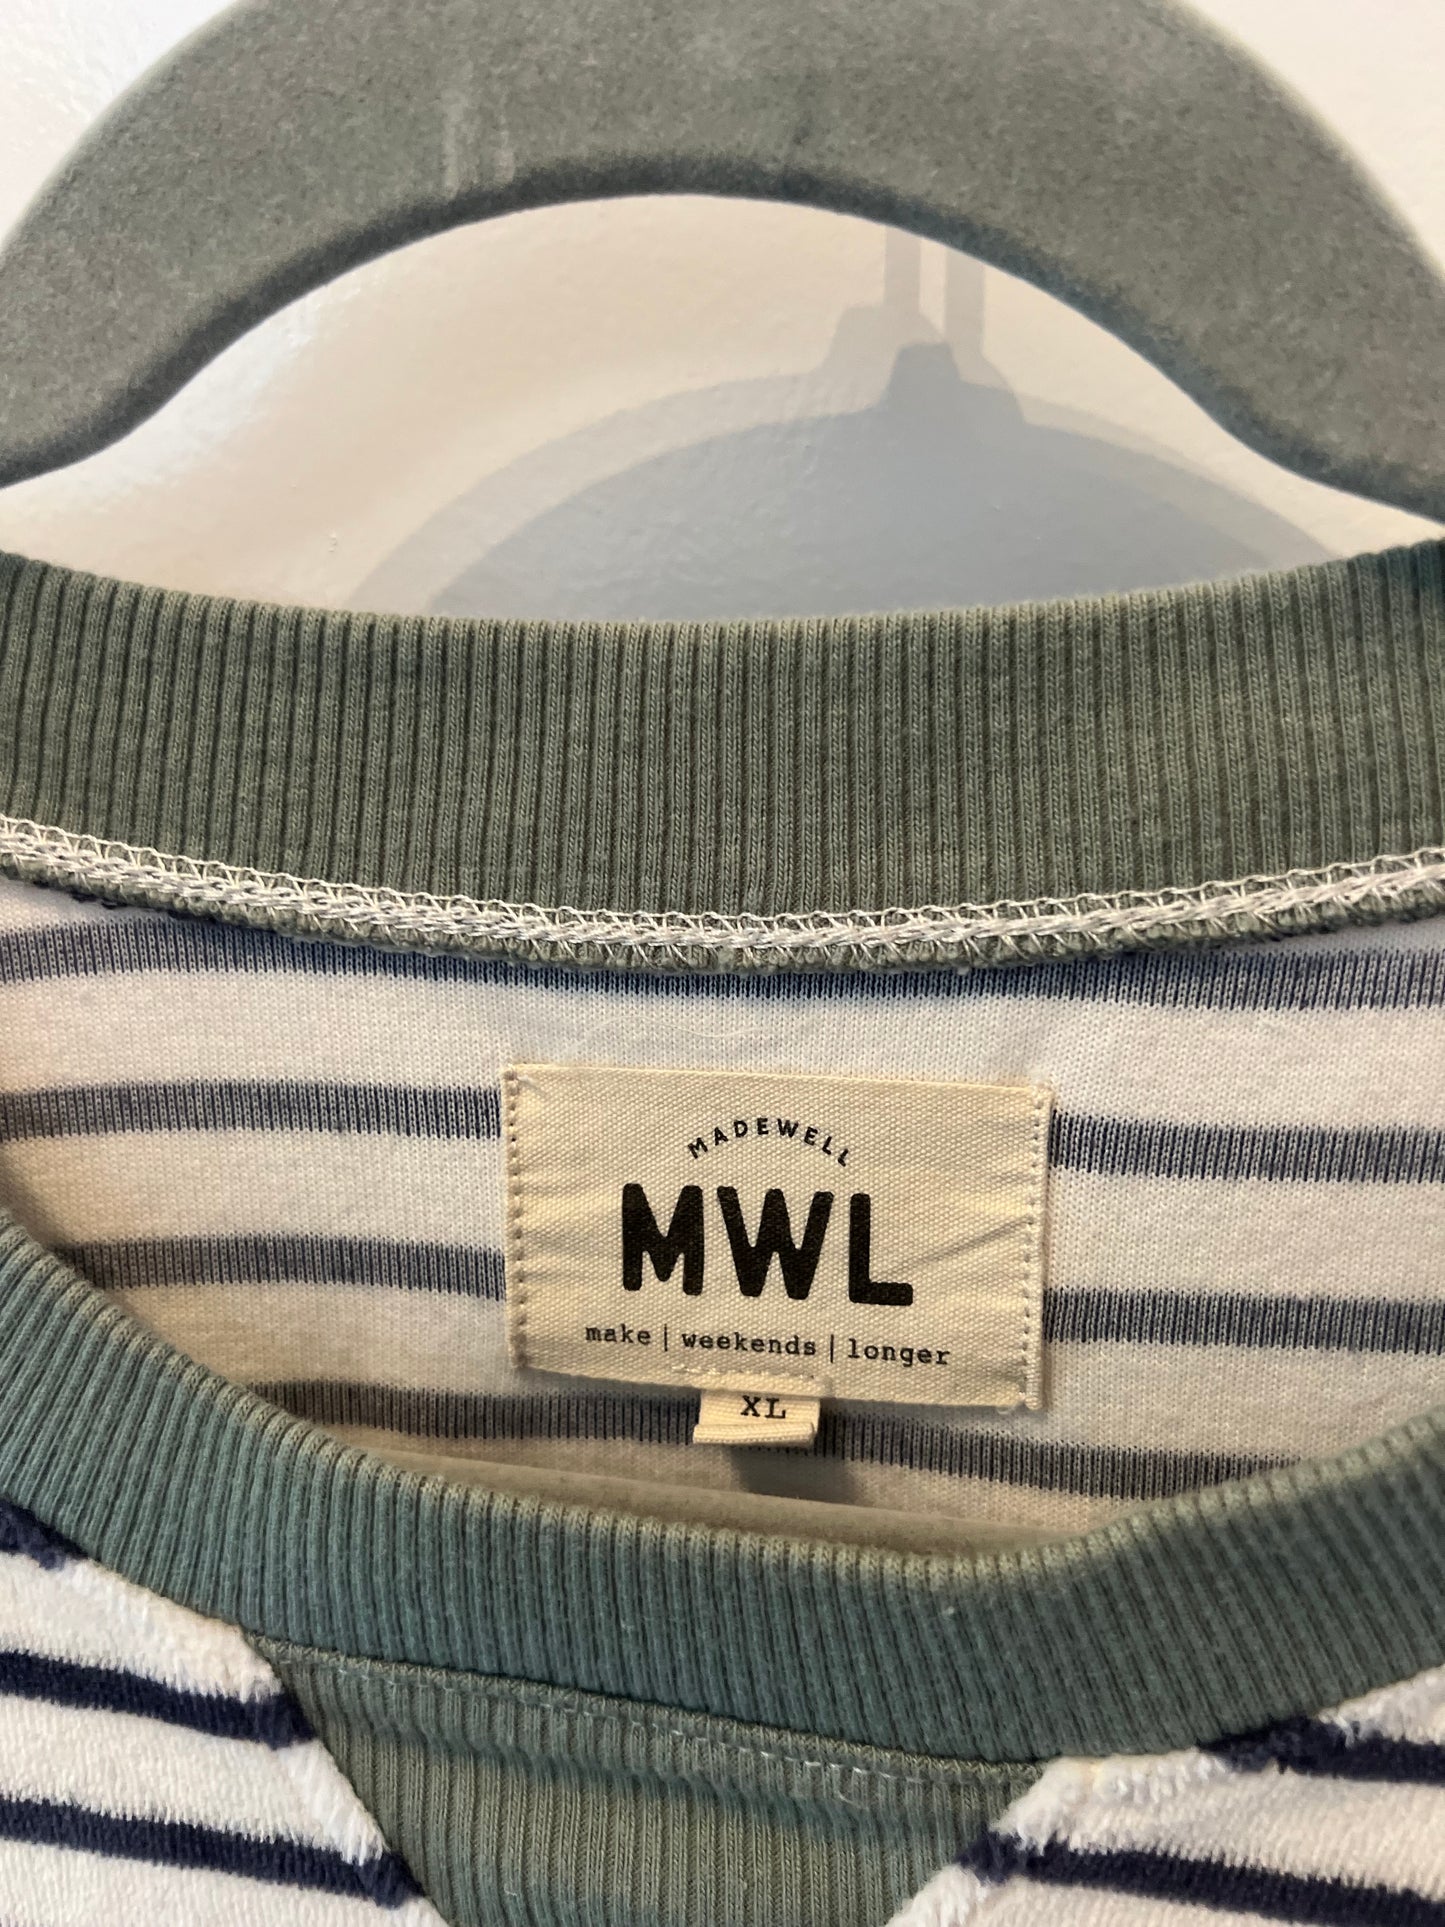 MADEWELL
MWL
make | weekends | longer
XL